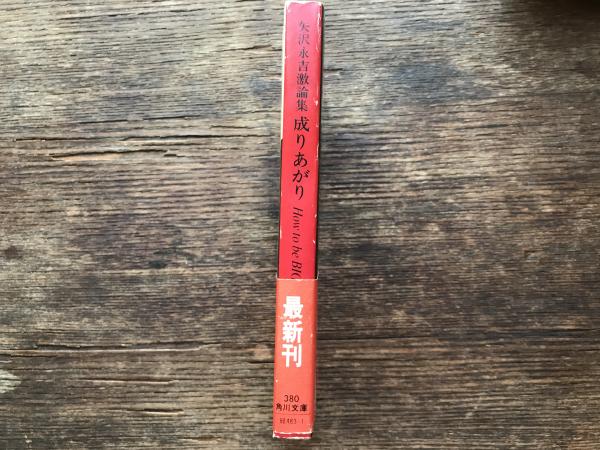 矢沢永吉激論集
成りあがり
How to be BIG
最新刊
380
角川文庫